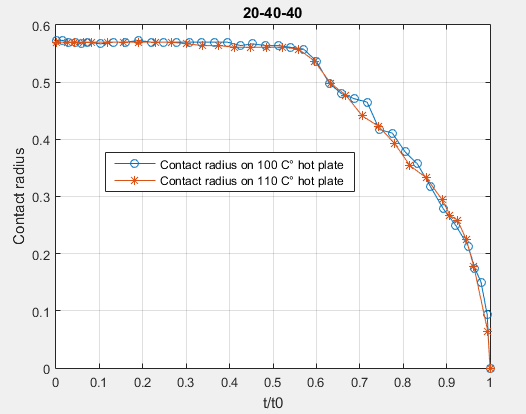 20-40-40
0.6
0.5
0.4
0.3
0.2
0.1
0
Contact radius
Contact radius on 100 C° hot plate
Contact radius on 110 C° hot plate
0 0.1 0.2 0.3 0.4 0.5 0.6 0.7 0.8 0.9 1
t/t0